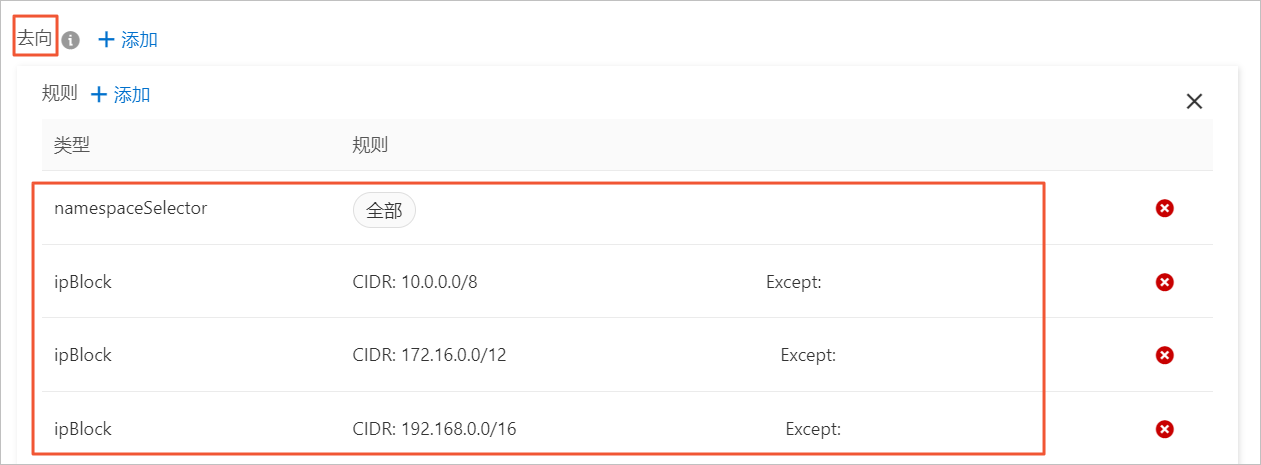 去向 + 添加
规则 + 添加
类型 规则
namespaceSelector 全部
ipBlock CIDR: 10.0.0.0/8 Except:
ipBlock CIDR: 172.16.0.0/12 Except:
ipBlock CIDR: 192.168.0.0/16 Except: